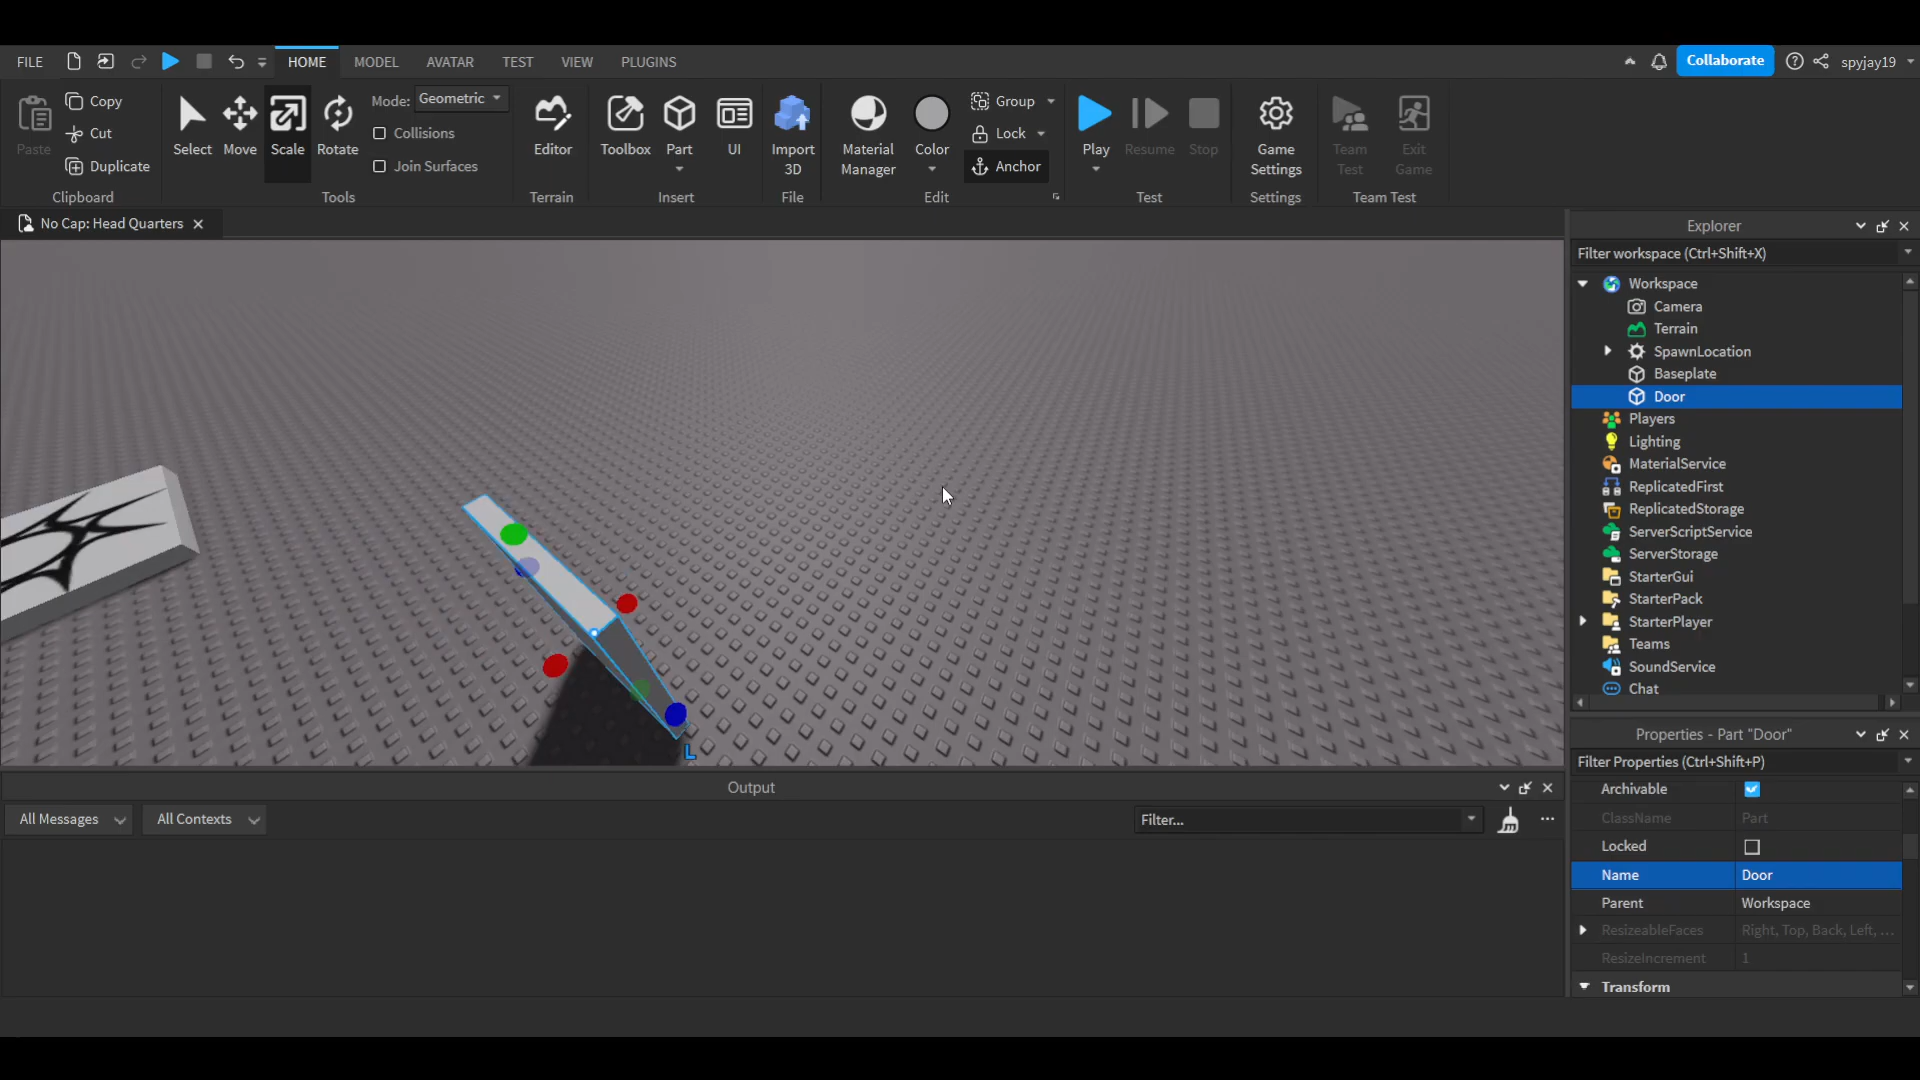 FILE HOME MODEL AVATAR TEST VIEW PLUGINS Collaborate spyjay19
Paste Copy Cut Duplicate Clipboard
Select Move Scale Rotate Mode: Geometric Collisions Join Surfaces Tools
Editor Terrain
Toolbox Part UI Insert
Import 3D File
Material Manager Color Group Lock Anchor Edit
Play Resume Stop Test
Game Settings Settings
Team Test Exit Game Team Test
No Cap: Head Quarters
Explorer
Filter workspace (Ctrl+Shift+X)
Workspace
Camera
Terrain
SpawnLocation
Baseplate
Door
Players
Lighting
MaterialService
ReplicatedFirst
ReplicatedStorage
ServerScriptService
ServerStorage
StarterGui
StarterPack
StarterPlayer
Teams
SoundService
Chat
L
Properties - Part "Door"
Filter Properties (Ctrl+Shift+P)
Archivable
ClassName Part
Locked
Name Door
Parent Workspace
ResizeableFaces Right, Top, Back, Left, ...
ResizeIncrement 1
Transform
Output
All Messages All Contexts Filter...